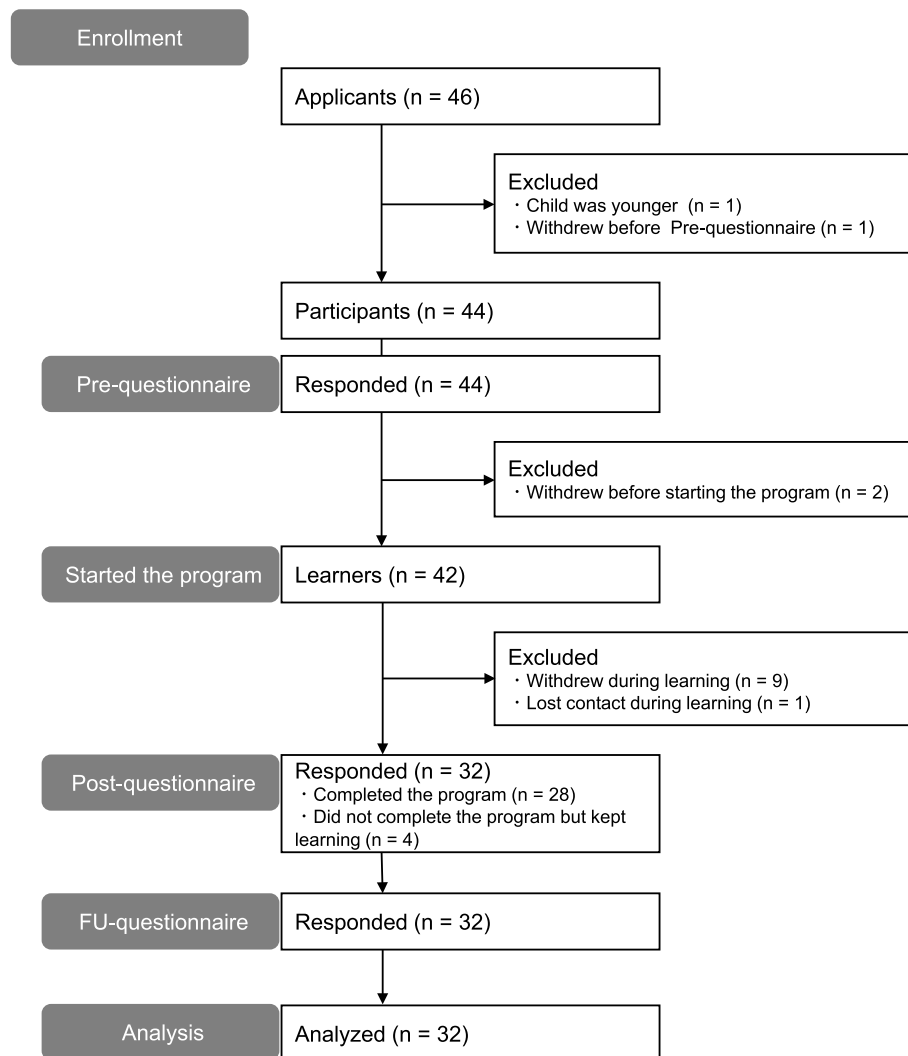 Enrollment
Applicants (n = 46)
Excluded
・Child was younger (n = 1)
・Withdrew before Pre-questionnaire (n = 1)
Participants (n = 44)
Pre-questionnaire
Responded (n = 44)
Excluded
・Withdrew before starting the program (n = 2)
Started the program
Learners (n = 42)
Excluded
・Withdrew during learning (n = 9)
・Lost contact during learning (n = 1)
Post-questionnaire
Responded (n = 32)
・Completed the program (n = 28)
・Did not complete the program but kept
learning (n = 4)
FU-questionnaire
Responded (n = 32)
Analysis
Analyzed (n = 32)